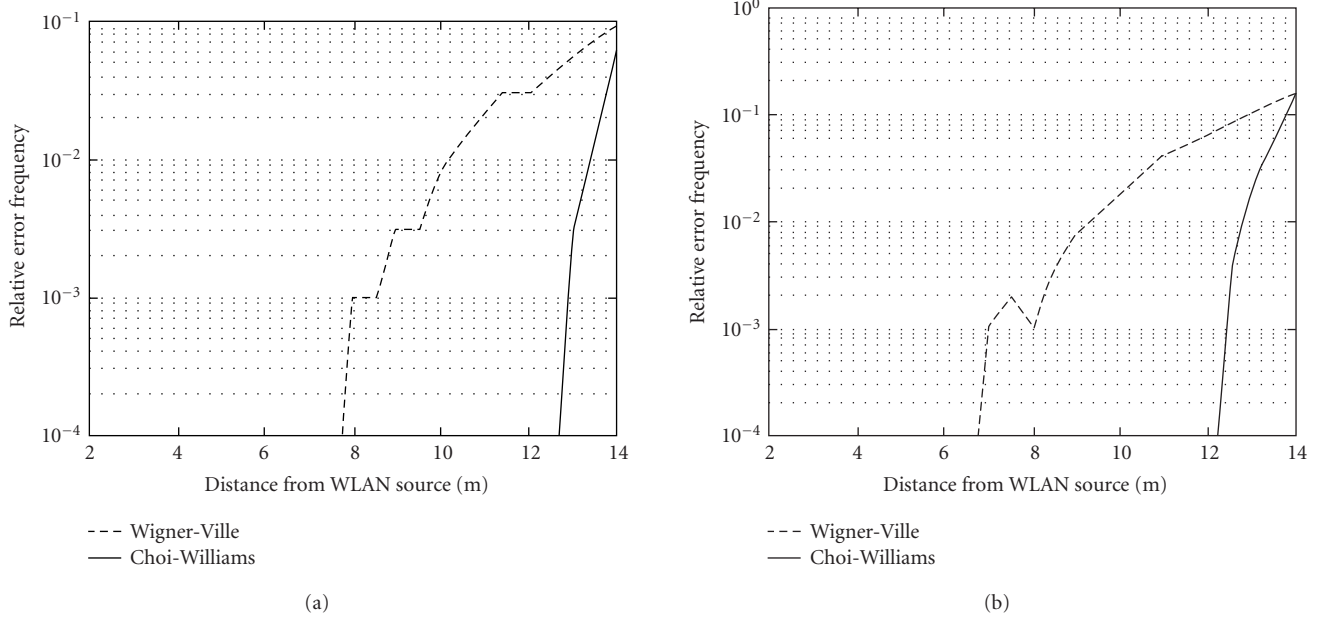 10⁻¹
10⁻²
10⁻³
10⁻⁴
Relative error frequency
2 4 6 8 10 12 14
Distance from WLAN source (m)
Wigner-Ville
Choi-Williams
(a)
10⁰
10⁻¹
10⁻²
10⁻³
10⁻⁴
Relative error frequency
2 4 6 8 10 12 14
Distance from WLAN source (m)
Wigner-Ville
Choi-Williams
(b)